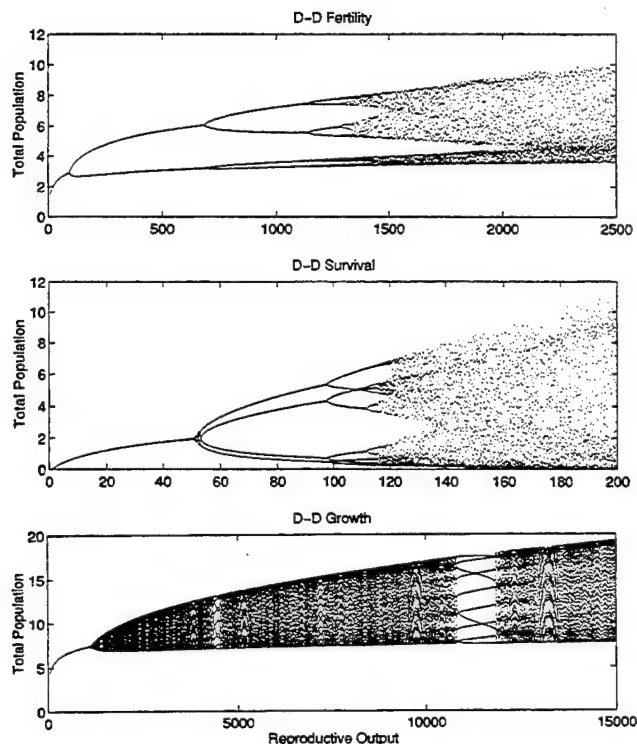 D-D Fertility
12
10
8
6
4
2
0
Total Population
0 500 1000 1500 2000 2500
D-D Survival
12
10
8
6
4
2
0
Total Population
0 20 40 60 80 100 120 140 160 180 200
D-D Growth
20
15
10
5
0
Total Population
0 5000 10000 15000
Reproductive Output